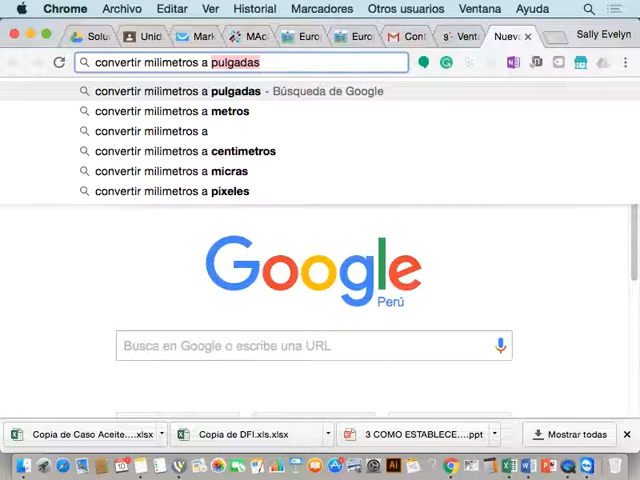 Chrome Archivo Editar Ver Historial Marcadores Otros usuarios Ventana Ayuda
Solu Unid Mark MAc Euro Euro Conf Vent Nuev Sally Evelyn
convertir milimetros a pulgadas
convertir milimetros a pulgadas - Búsqueda de Google
convertir milimetros a metros
convertir milimetros a
convertir milimetros a centimetros
convertir milimetros a micras
convertir milimetros a pixeles
Google
Perú
Busca en Google o escribe una URL
Copia de Caso Aceite....xlsx Copia de DFI.xls.xlsx 3 COMO ESTABLECE....ppt Mostrar todas